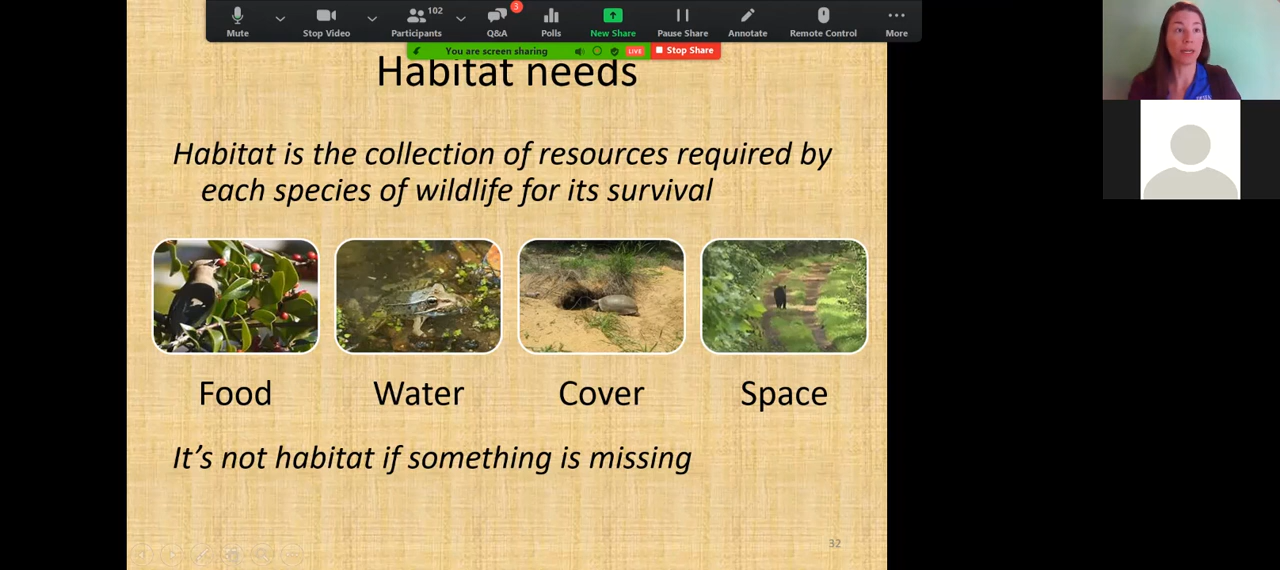 102
3
Mute
Stop Video
Participants
Q&A
Polls
New Share
Pause Share
Annotate
Remote Control
More
You are screen sharing
LIVE
Stop Share
Habitat needs
Habitat is the collection of resources required by
each species of wildlife for its survival
Food
Water
Cover
Space
It’s not habitat if something is missing
32